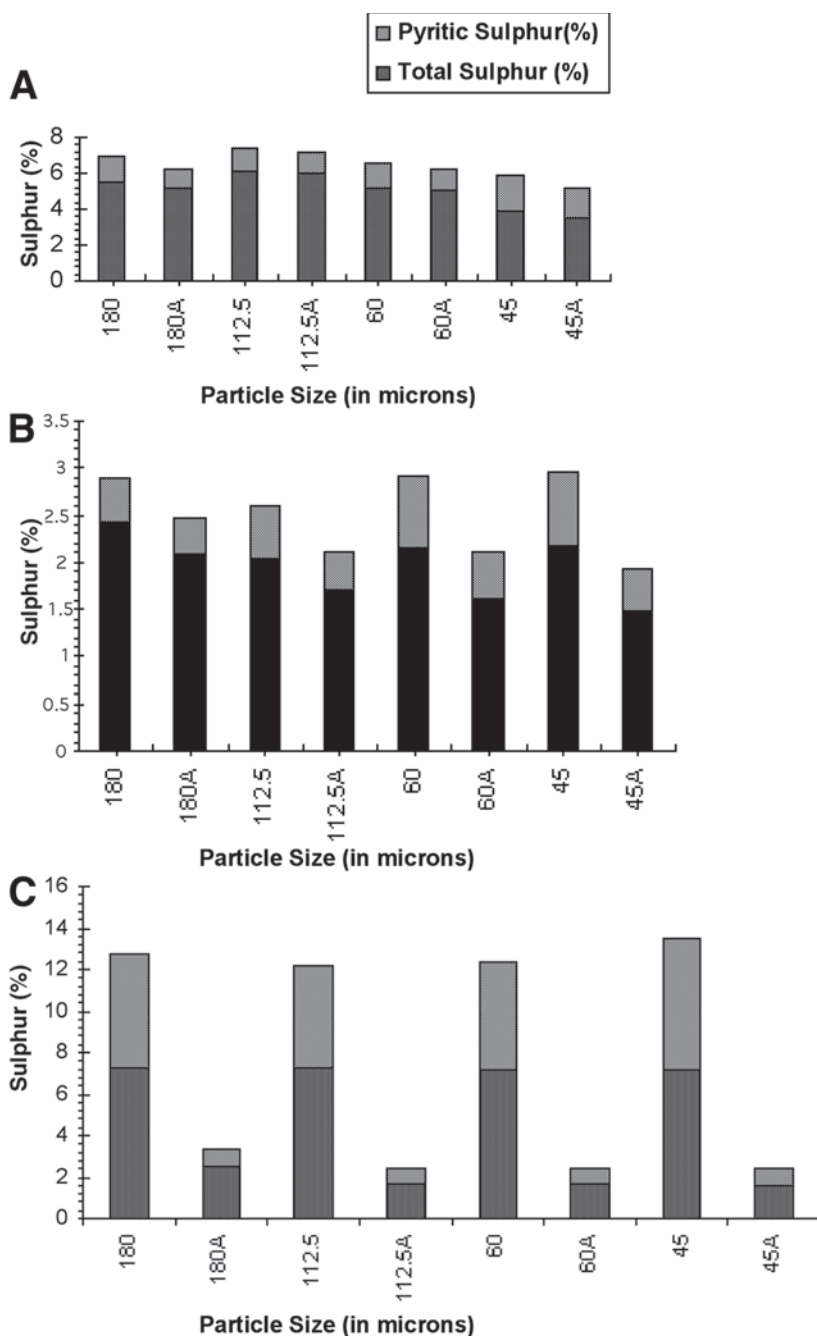 Pyritic Sulphur(%)
Total Sulphur (%)
A
Sulphur (%)
8
6
4
2
0
180
180A
112.5
112.5A
60
60A
45
45A
Particle Size (in microns)
B
Sulphur (%)
3.5
3
2.5
2
1.5
1
0.5
0
180
180A
112.5
112.5A
60
60A
45
45A
Particle Size (in microns)
C
Sulphur (%)
16
14
12
10
8
6
4
2
0
180
180A
112.5
112.5A
60
60A
45
45A
Particle Size (in microns)